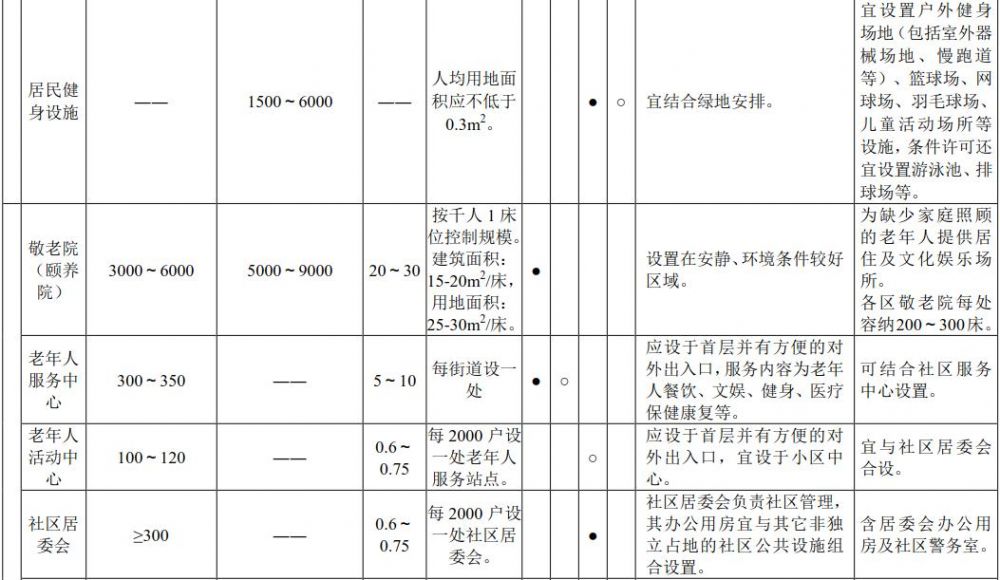 居民健
身设施
——
1500～6000
——
人均用地面
积应不低于
0.3m²。
●
○
宜结合绿地安排。
宜设置户外健身
场地（包括室外器
械场地、慢跑道
等）、篮球场、网
球场、羽毛球场、
儿童活动场所等
设施，条件许可还
宜设置游泳池、排
球场等。
敬老院
（颐养
院）
3000～6000
5000～9000
20～30
按千人 1 床
位控制规模。
建筑面积：
15-20m²/床，
用地面积：
25-30m²/床。
●
设置在安静、环境条件较好
区域。
为缺少家庭照顾
的老年人提供居
住及文化娱乐场
所。
各区敬老院每处
容纳200～300床。
老年人
服务中
心
300～350
——
5～10
每街道设一
处
●
○
应设于首层并有方便的对
外出入口，服务内容为老年
人餐饮、文娱、健身、医疗
保健康复等。
可结合社区服务
中心设置。
老年人
活动中
心
100～120
——
0.6～
0.75
每 2000 户设
一处老年人
服务站点。
○
应设于首层并有方便的对
外出入口，宜设于小区中
心。
宜与社区居委会
合设。
社区居
委会
≥300
——
0.6～
0.75
每 2000 户设
一处社区居
委会。
●
社区居委会负责社区管理，
其办公用房宜与其它非独
立占地的社区公共设施组
合设置。
含居委会办公用
房及社区警务室。